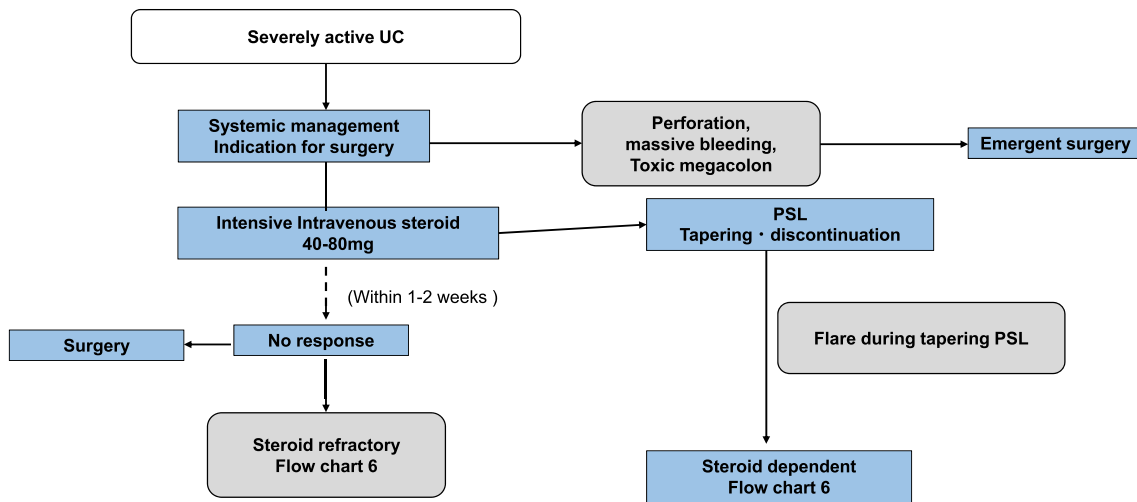 Severely active UC
Systemic management
Indication for surgery
Perforation,
massive bleeding,
Toxic megacolon
Emergent surgery
Intensive Intravenous steroid
40-80mg
PSL
Tapering・discontinuation
(Within 1-2 weeks )
No response
Surgery
Flare during tapering PSL
Steroid refractory
Flow chart 6
Steroid dependent
Flow chart 6